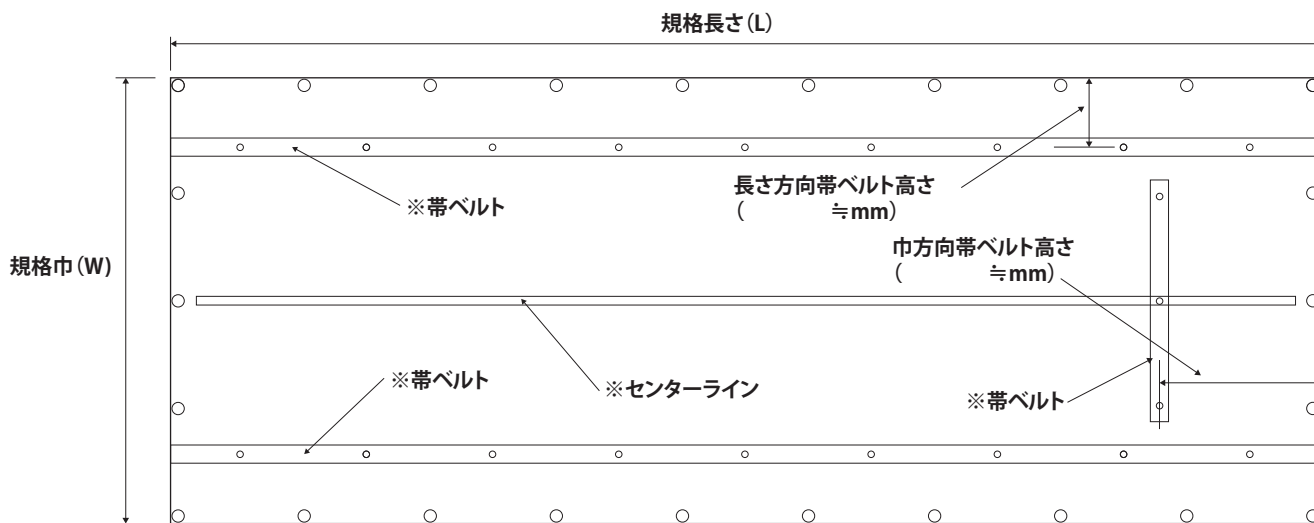 規格長さ（L）
※帯ベルト
長さ方向帯ベルト高さ
（　　　　≒mm）
巾方向帯ベルト高さ
（　　　　≒mm）
規格巾（W)
※帯ベルト
※センターライン
※帯ベルト